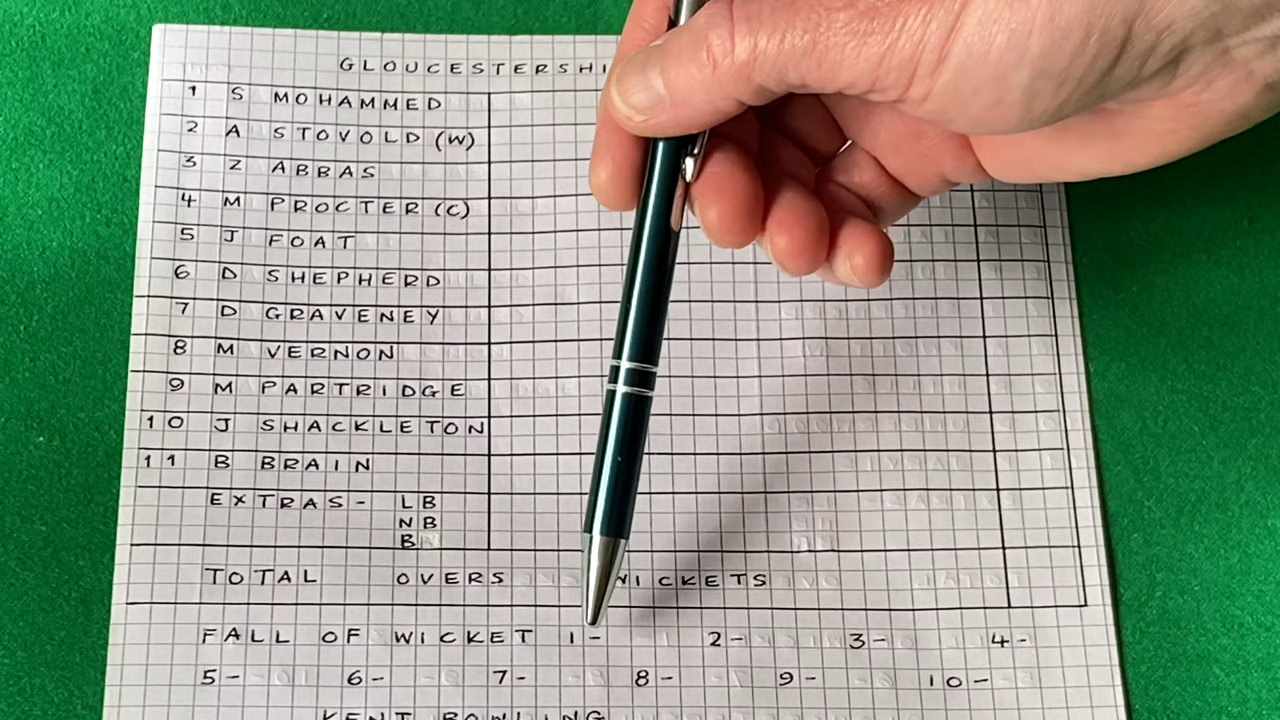 GLOUCESTERSHI
1 S MOHAMMED
2 A STOVOLD (W)
3 Z ABBAS
4 M PROCTER (C)
5 J FOAT
6 D SHEPHERD
7 D GRAVENEY
8 M VERNON
9 M PARTRIDGE
10 J SHACKLETON
11 B BRAIN
EXTRAS- LB
NB
B
TOTAL OVERS WICKETS
FALL OF WICKET 1- 2- 3- 4-
5- 6- 7- 8- 9- 10-
KENT BOWLING